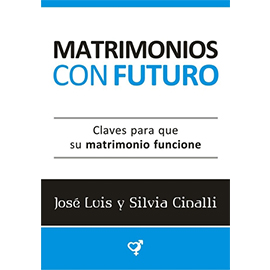 MATRIMONIOS
CON FUTURO
Claves para que
su matrimonio funcione
José Luis y Silvia Cinalli